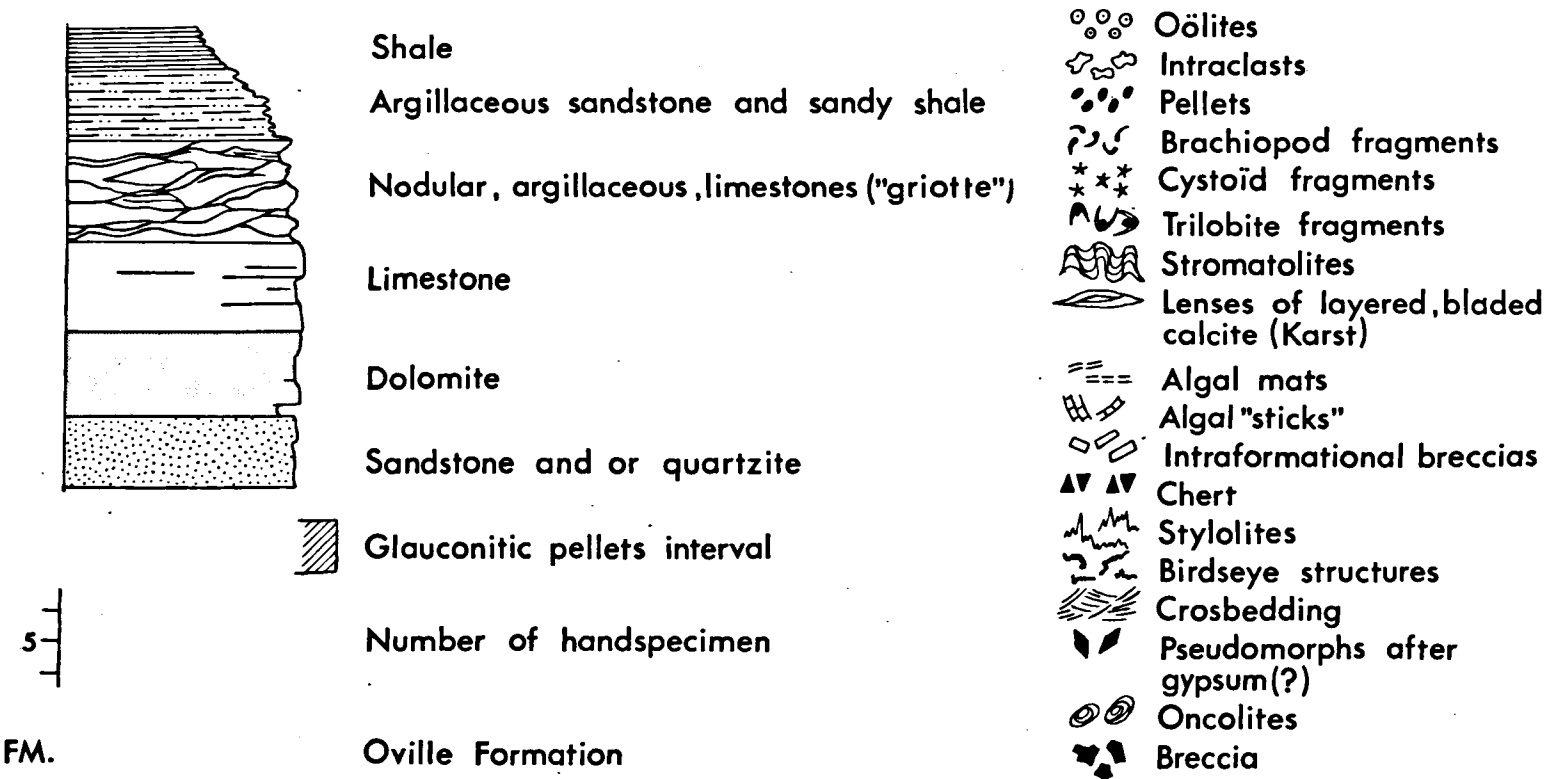 Shale
Argillaceous sandstone and sandy shale
Nodular, argillaceous, limestones ("griotte")
Limestone
Dolomite
Sandstone and or quartzite
Glauconitic pellets interval
5
Number of handspecimen
FM.
Oville Formation
Oölites
Intraclasts
Pellets
Brachiopod fragments
Cystoïd fragments
Trilobite fragments
Stromatolites
Lenses of layered, bladed
calcite (Karst)
Algal mats
Algal "sticks"
Intraformational breccias
Chert
Stylolites
Birdseye structures
Crosbedding
Pseudomorphs after
gypsum(?)
Oncolites
Breccia